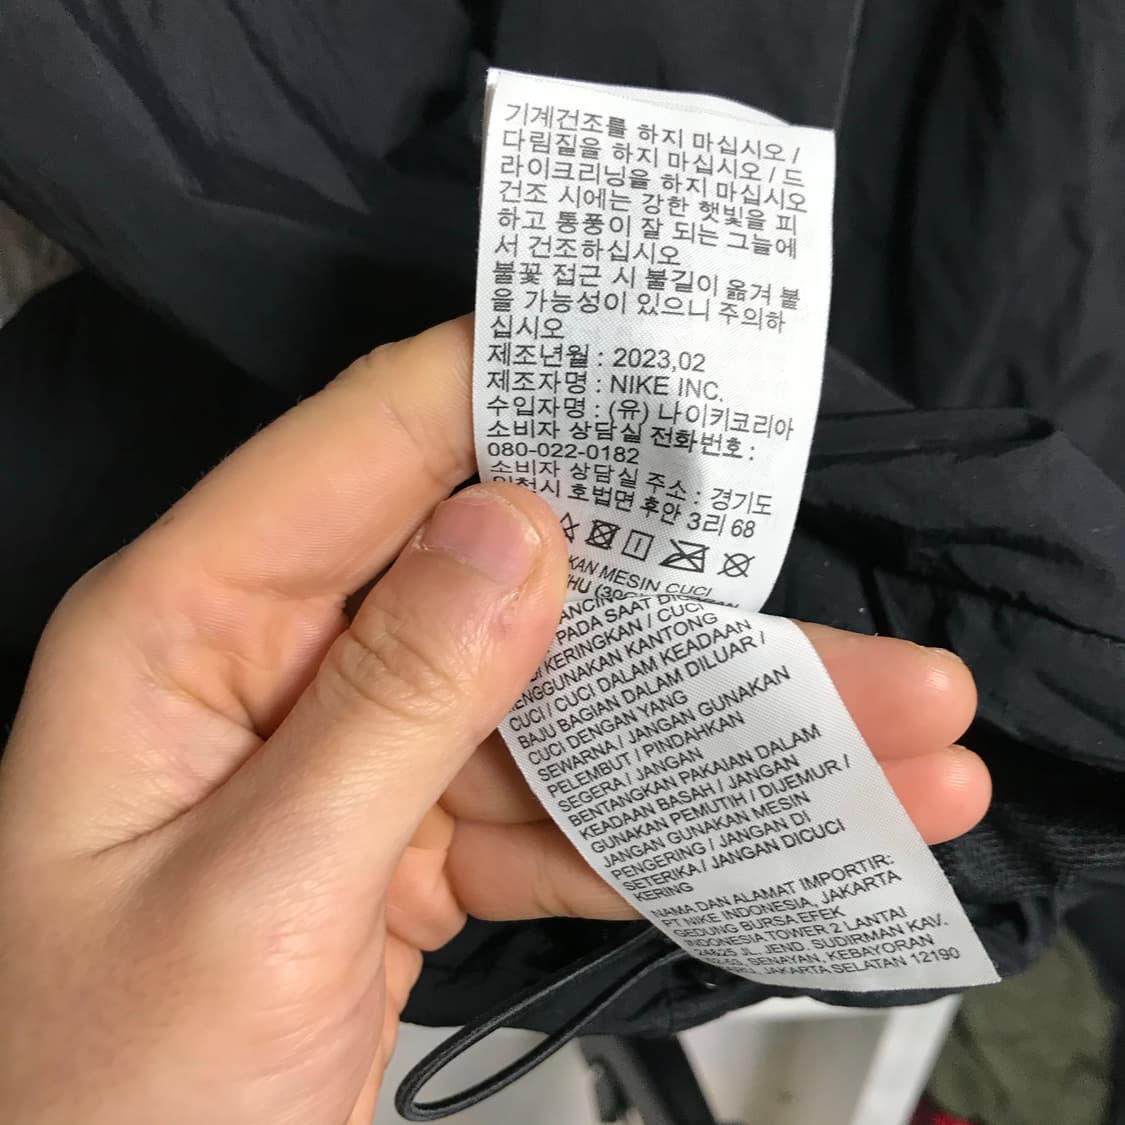 기계건조를 하지 마십시오 /
다림질을 하지 마십시오 / 드
라이크리닝을 하지 마십시오
건조 시에는 강한 햇빛을 피
하고 통풍이 잘 되는 그늘에
서 건조하십시오
불꽃 접근 시 불길이 옮겨 붙
을 가능성이 있으니 주의하
십시오
제조년월 : 2023,02
제조자명 : NIKE INC.
수입자명 : (유) 나이키코리아
소비자 상담실 전화번호 :
080-022-0182
소비자 상담실 주소 : 경기도
호법면 후안 3리 68
MESIN CUCI
PADA SAAT
KERINGKAN / CUCI
KANTONG
CUCI / CUCI DALAM KEADAAN
BAJU BAGIAN DALAM DILUAR /
CUCI DENGAN YANG
SEWARNA / JANGAN GUNAKAN
PELEMBUT / PINDAHKAN
SEGERA / JANGAN
BENTANGKAN PAKAIAN DALAM
KEADAAN BASAH / JANGAN
GUNAKAN PEMUTIH / DIJEMUR /
JANGAN GUNAKAN MESIN
PENGERING / JANGAN DI
SETERIKA / JANGAN DICUCI
KERING
NAMA DAN ALAMAT IMPORTIR:
PT NIKE INDONESIA, JAKARTA
GEDUNG BURSA EFEK
INDONESIA TOWER 2 LANTAI
JL. JEND. SUDIRMAN KAV.
SENAYAN, KEBAYORAN
JAKARTA SELATAN 12190